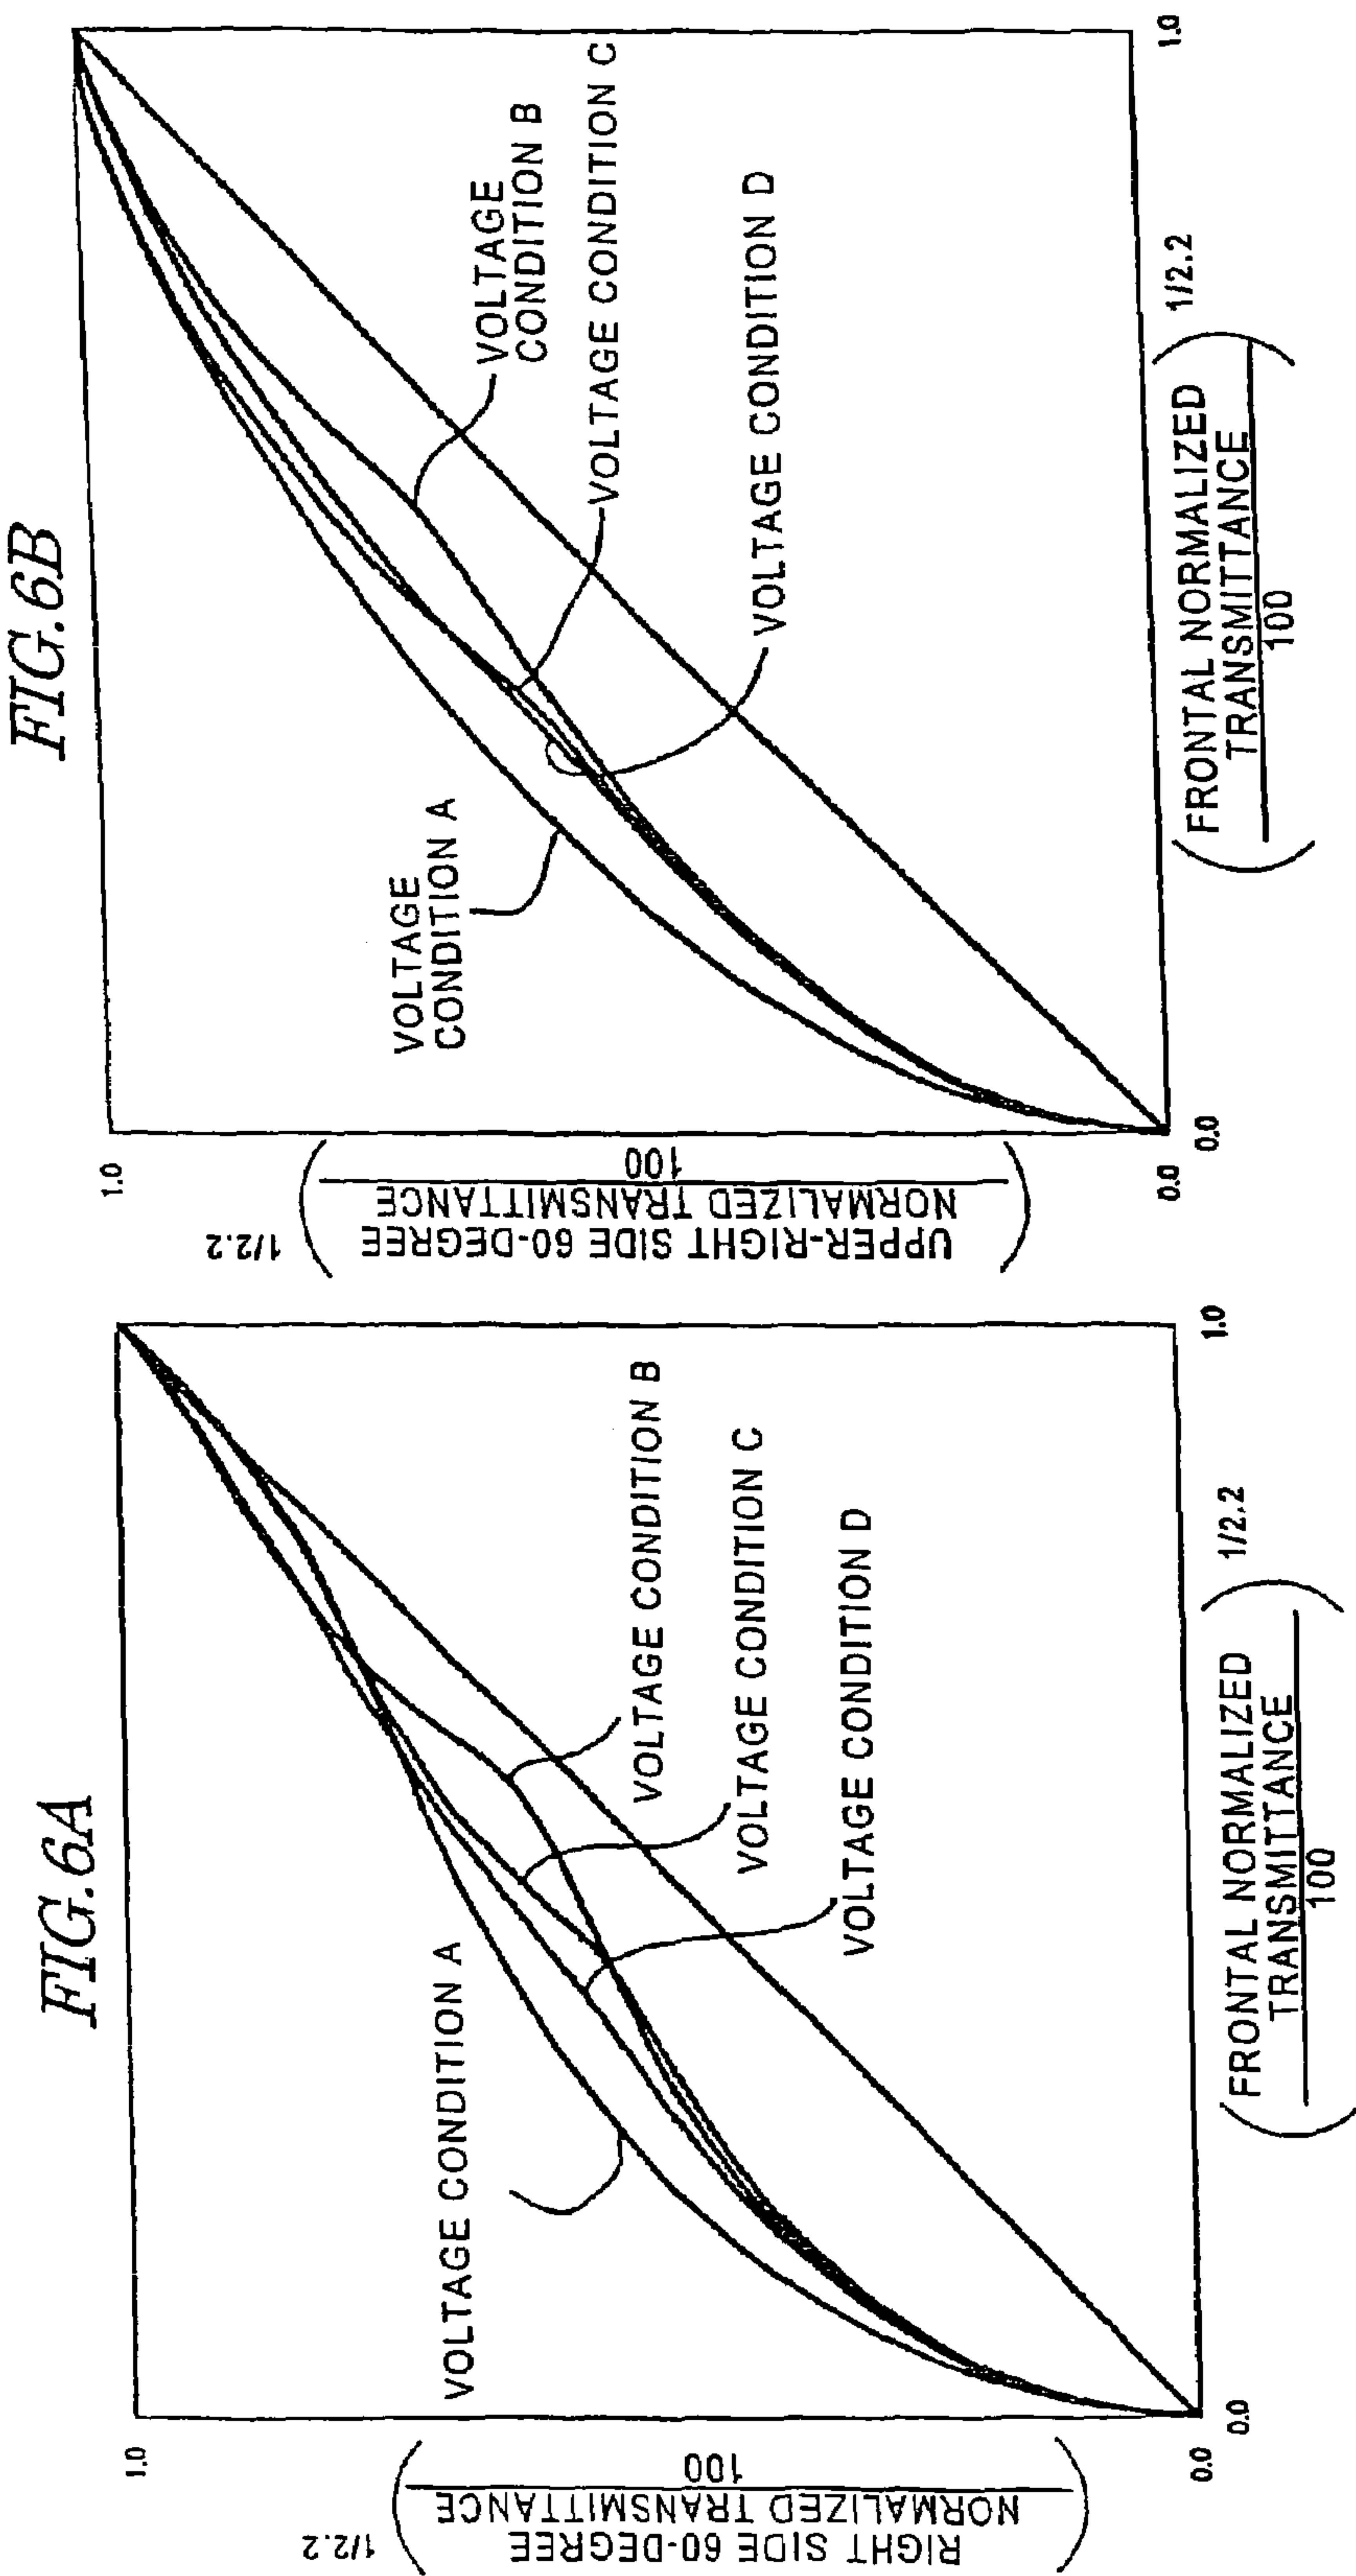 FIG.6A
1.0
0.0
(RIGHT SIDE 60-DEGREE
NORMALIZED TRANSMITTANCE
100) 1/2.2
VOLTAGE CONDITION A
VOLTAGE CONDITION B
VOLTAGE CONDITION C
VOLTAGE CONDITION D
0.0
1.0
(FRONTAL NORMALIZED
TRANSMITTANCE
100) 1/2.2
FIG.6B
1.0
0.0
(UPPER-RIGHT SIDE 60-DEGREE
NORMALIZED TRANSMITTANCE
100) 1/2.2
VOLTAGE
CONDITION A
VOLTAGE
CONDITION B
VOLTAGE CONDITION C
VOLTAGE CONDITION D
0.0
1.0
(FRONTAL NORMALIZED
TRANSMITTANCE
100) 1/2.2